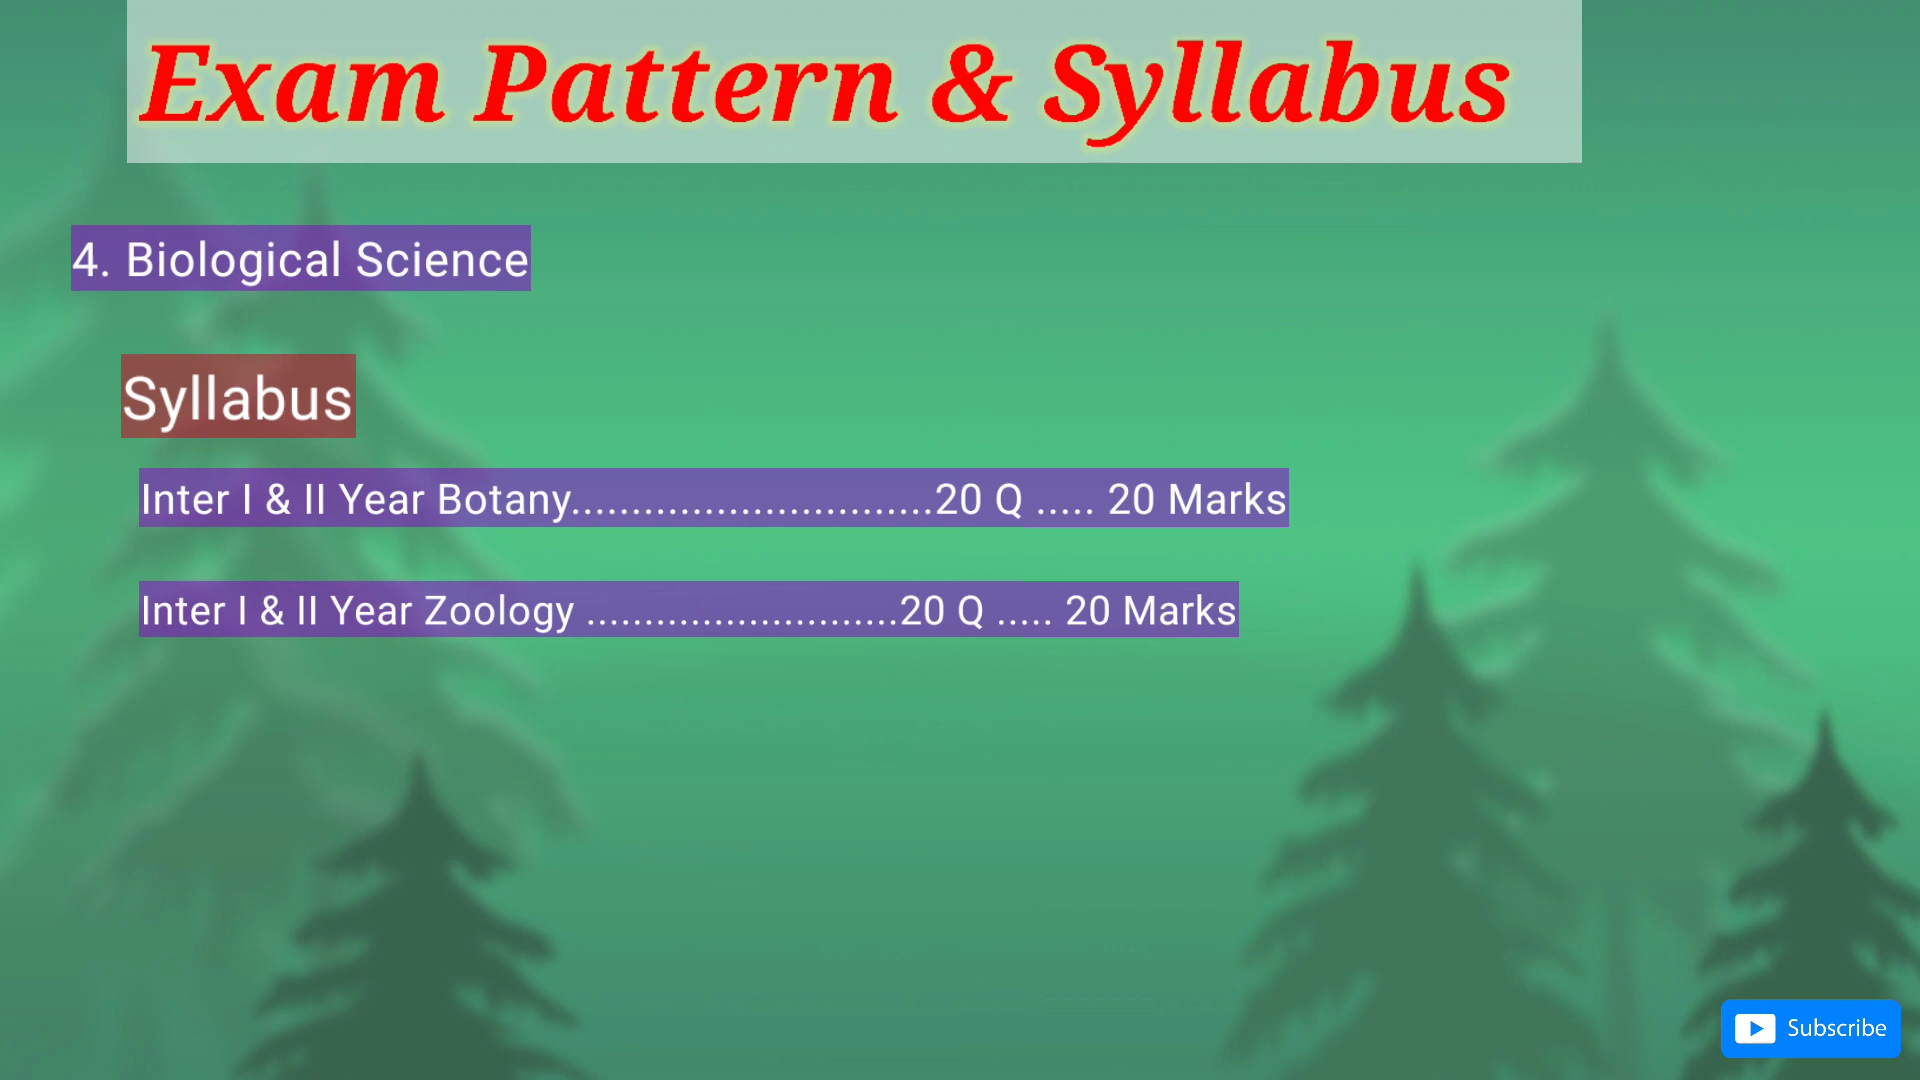 Exam Pattern & Syllabus
4. Biological Science
Syllabus
Inter I & II Year Botany..............................20 Q ..... 20 Marks
Inter I & II Year Zoology ...........................20 Q ..... 20 Marks
Subscribe